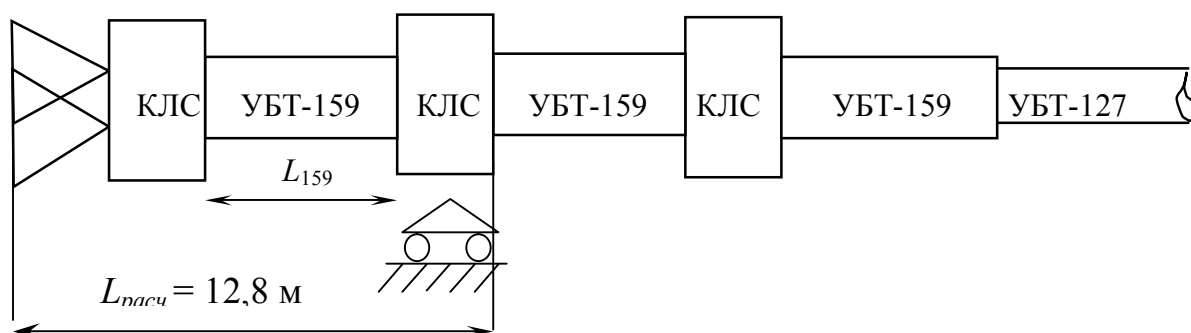 КЛС УБТ-159 КЛС УБТ-159 КЛС УБТ-159 УБТ-127
L159
Lрасч = 12,8 м